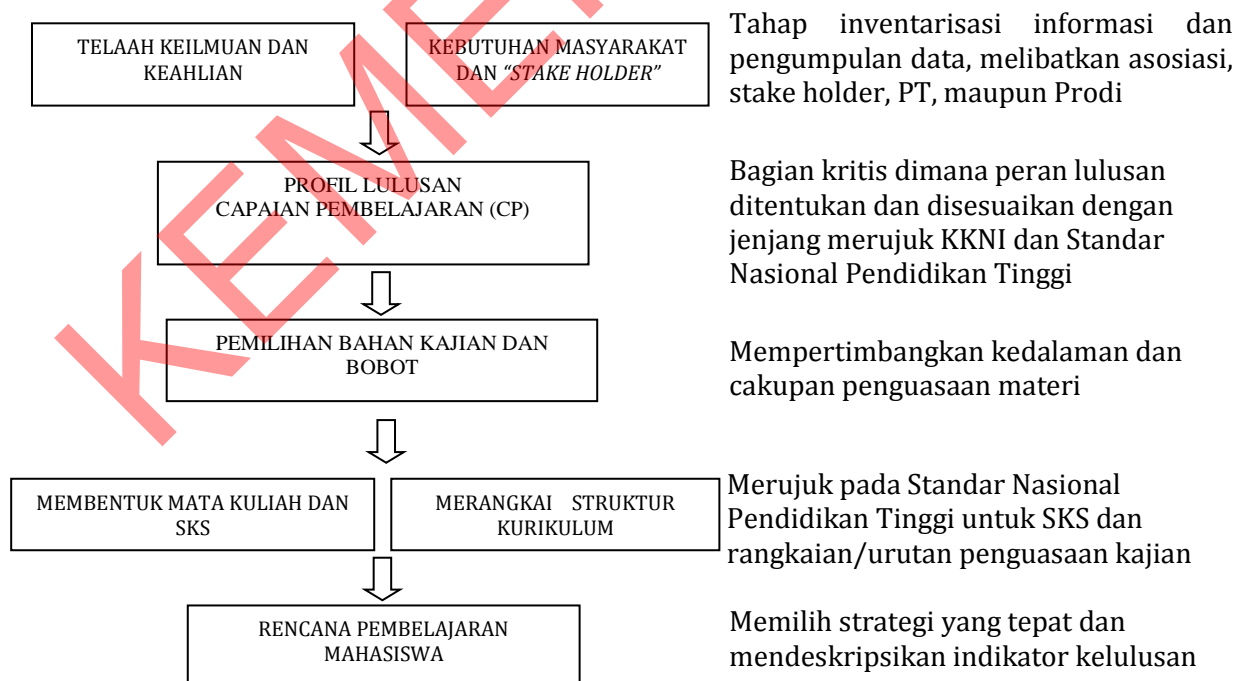 TELAAH KEILMUAN DAN
KEAHLIAN
KEBUTUHAN MASYARAKAT
DAN “STAKE HOLDER”
Tahap inventarisasi informasi dan
pengumpulan data, melibatkan asosiasi,
stake holder, PT, maupun Prodi
PROFIL LULUSAN
CAPAIAN PEMBELAJARAN (CP)
Bagian kritis dimana peran lulusan
ditentukan dan disesuaikan dengan
jenjang merujuk KKNI dan Standar
Nasional Pendidikan Tinggi
PEMILIHAN BAHAN KAJIAN DAN
BOBOT
Mempertimbangkan kedalaman dan
cakupan penguasaan materi
MEMBENTUK MATA KULIAH DAN
SKS
MERANGKAI STRUKTUR
KURIKULUM
Merujuk pada Standar Nasional
Pendidikan Tinggi untuk SKS dan
rangkaian/urutan penguasaan kajian
RENCANA PEMBELAJARAN
MAHASISWA
Memilih strategi yang tepat dan
mendeskripsikan indikator kelulusan